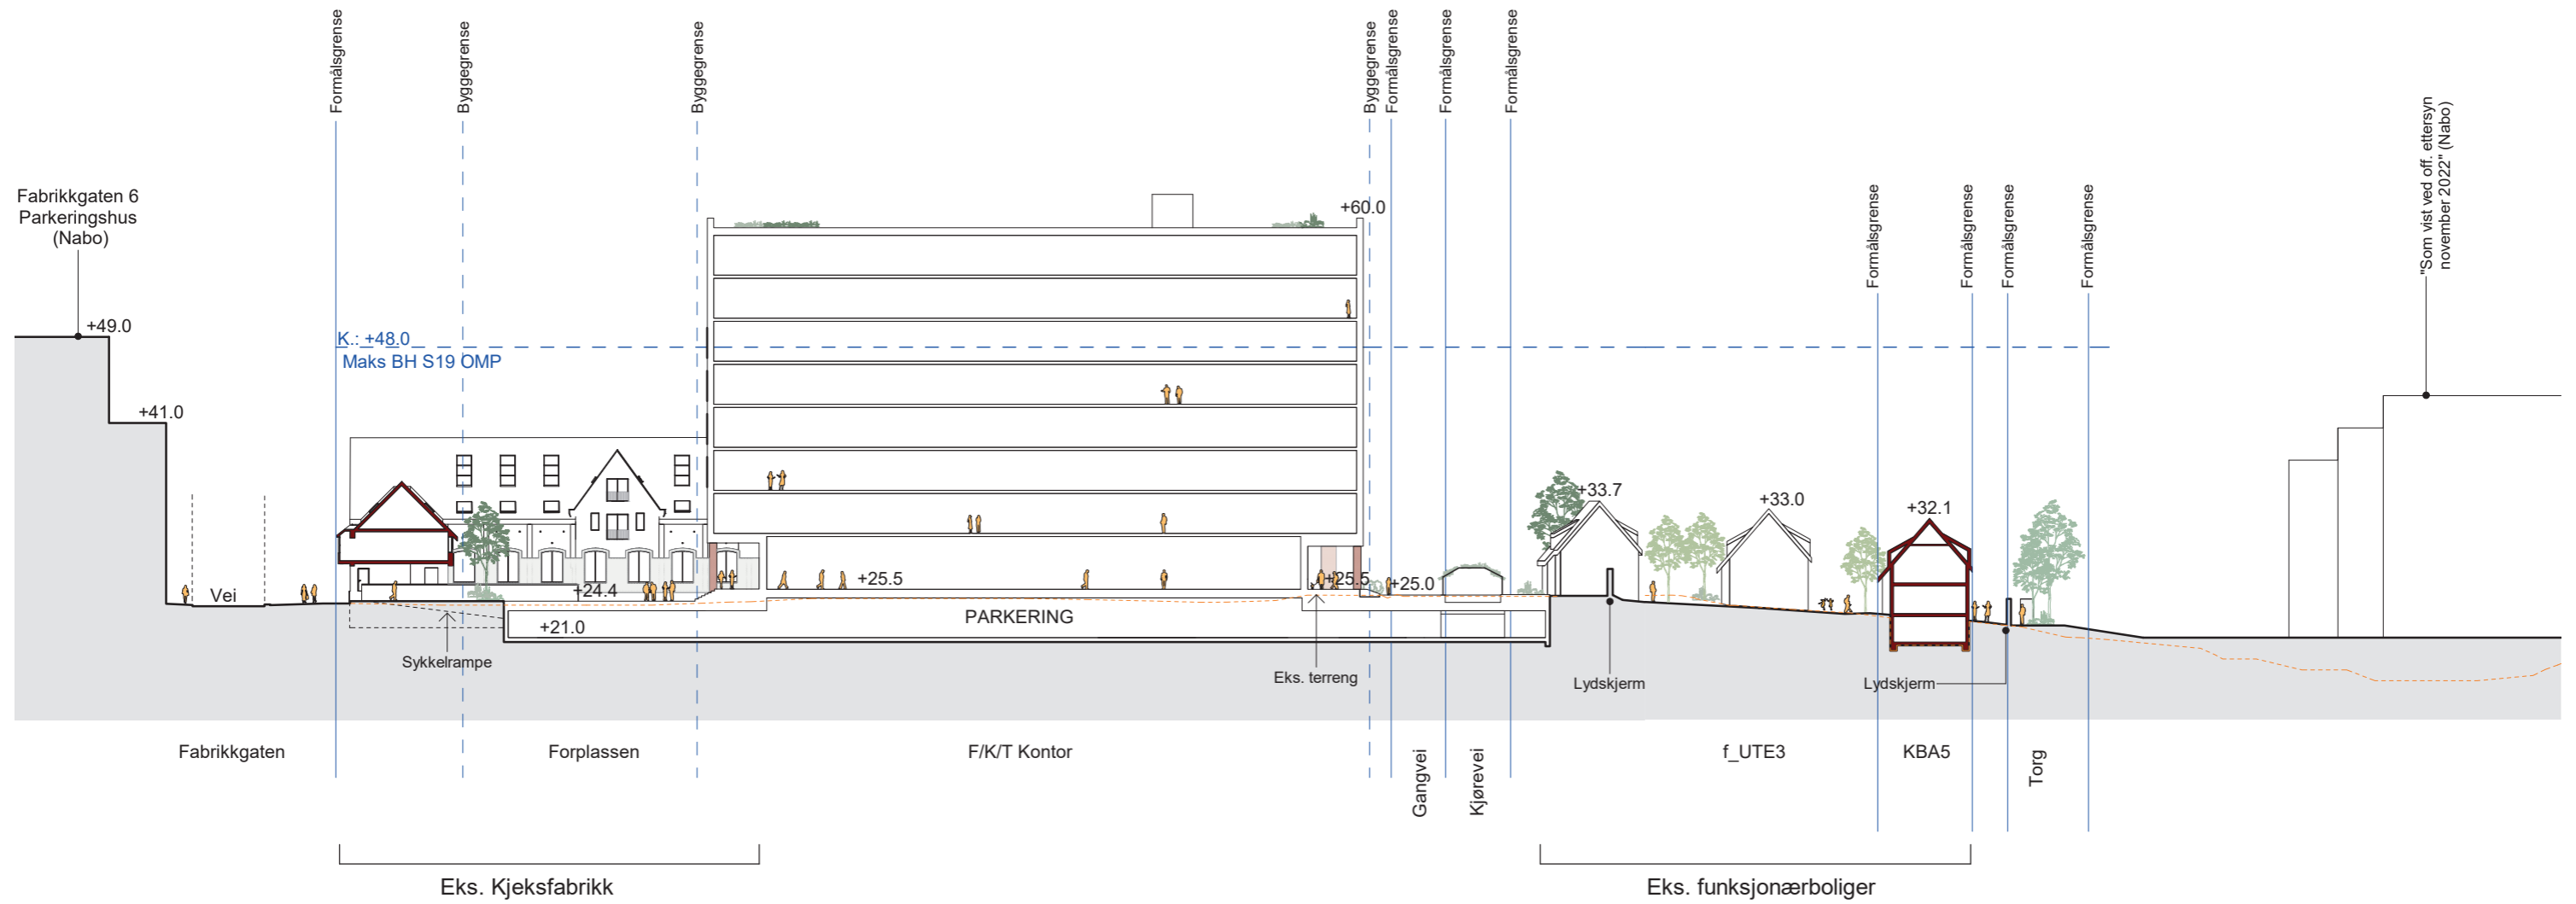 Formålsgrense
Byggegrense
Byggegrense
Byggegrense
Formålsgrense
Formålsgrense
Formålsgrense
"Som vist ved off. ettersyn
november 2022" (Nabo)
Fabrikkgaten 6
Parkeringshus
(Nabo)
Formålsgrense
Formålsgrense
Formålsgrense
Formålsgrense
+60.0
+49.0
K.: +48.0
Maks BH S19 OMP
+41.0
+33.7
+33.0
+32.1
Vei
+24.4
+25.5
+25.5
+25.0
+21.0
PARKERING
Sykkelrampe
Eks. terreng
Lydskjerm
Lydskjerm
Fabrikkgaten
Forplassen
F/K/T Kontor
Gangvei
Kjørevei
f_UTE3
KBA5
Torg
Eks. Kjeksfabrikk
Eks. funksjonærboliger